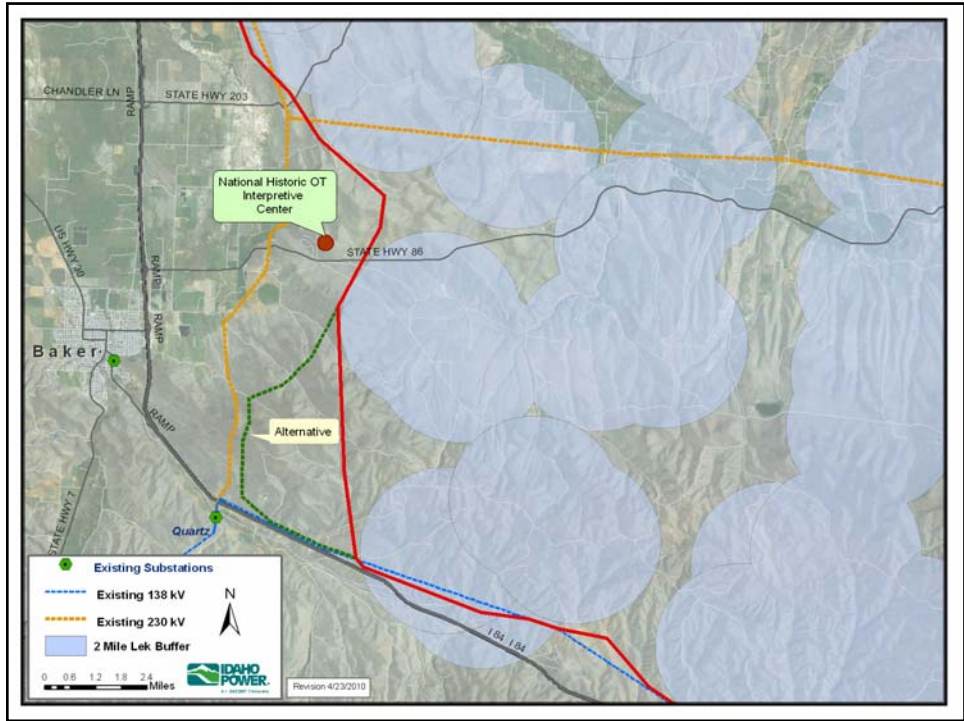 CHANDLER LN
RAMP
STATE HWY 203
National Historic OT
Interpretive
Center
US HWY 30
RAMP
STATE HWY 86
RAMP
Baker
RAMP
Alternative
STATE HWY 7
Quartz
I 84 I 84
Existing Substations
Existing 138 kV
N
Existing 230 kV
2 Mile Lek Buffer
0 0.6 1.2 1.8 2.4
Miles
IDAHO
POWER
Revision 4/23/2010